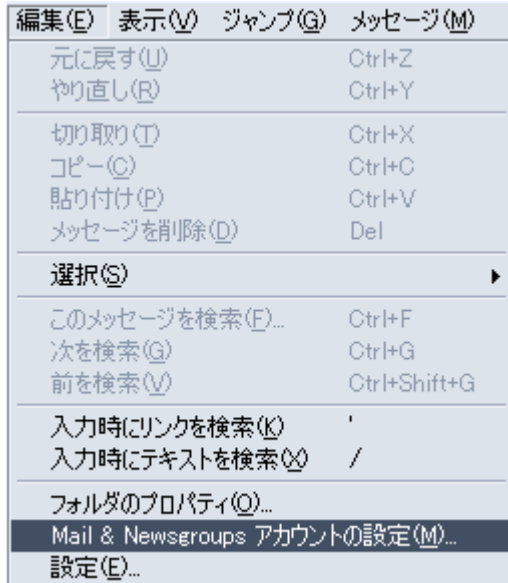 編集(E) 表示(V) ジャンプ(G) メッセージ(M)
元に戻す(U) Ctrl+Z
やり直し(R) Ctrl+Y
切り取り(T) Ctrl+X
コピー(C) Ctrl+C
貼り付け(P) Ctrl+V
メッセージを削除(D) Del
選択(S)
このメッセージを検索(F)... Ctrl+F
次を検索(G) Ctrl+G
前を検索(V) Ctrl+Shift+G
入力時にリンクを検索(K) '
入力時にテキストを検索(X) /
フォルダのプロパティ(O)...
Mail & Newsgroups アカウントの設定(M)...
設定(E)...